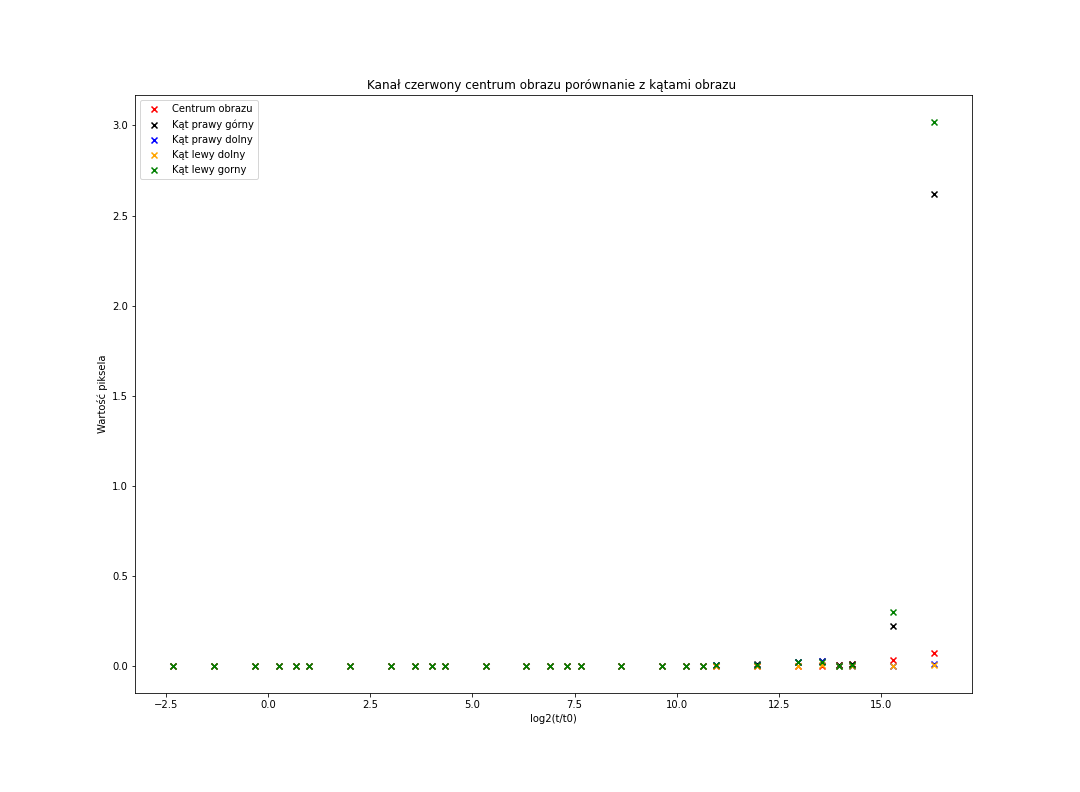 Kanał czerwony centrum obrazu porównanie z kątami obrazu
Centrum obrazu
Kąt prawy górny
Kąt prawy dolny
Kąt lewy dolny
Kąt lewy gorny
3.0
2.5
2.0
1.5
1.0
0.5
0.0
Wartość piksela
−2.5 0.0 2.5 5.0 7.5 10.0 12.5 15.0
log2(t/t0)